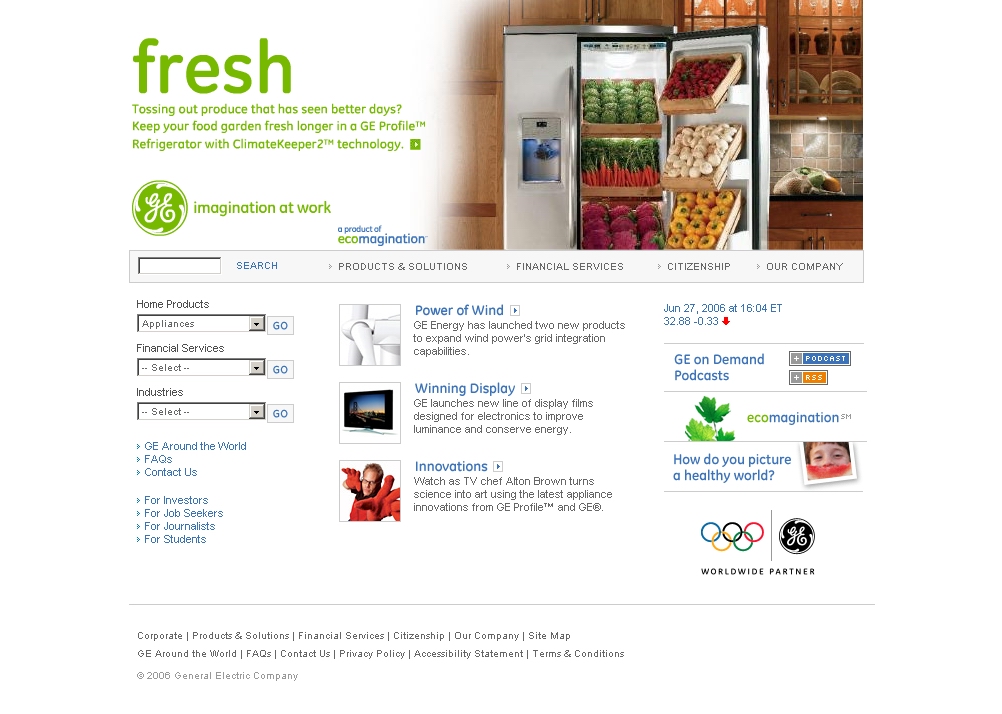 fresh
Tossing out produce that has seen better days?
Keep your food garden fresh longer in a GE Profile™
Refrigerator with ClimateKeeper2™ technology.
GE imagination at work
a product of
ecomagination™
SEARCH
PRODUCTS & SOLUTIONS
FINANCIAL SERVICES
CITIZENSHIP
OUR COMPANY
Home Products
Appliances
GO
Financial Services
-- Select --
GO
Industries
-- Select --
GO
GE Around the World
FAQs
Contact Us
For Investors
For Job Seekers
For Journalists
For Students
Power of Wind
GE Energy has launched two new products
to expand wind power's grid integration
capabilities.
Winning Display
GE launches new line of display films
designed for electronics to improve
luminance and conserve energy.
Innovations
Watch as TV chef Alton Brown turns
science into art using the latest appliance
innovations from GE Profile™ and GE®.
Jun 27, 2006 at 16:04 ET
32.88 -0.33
GE on Demand
Podcasts
+ PODCAST
+ RSS
ecomagination℠
How do you picture
a healthy world?
GE
WORLDWIDE PARTNER
Corporate | Products & Solutions | Financial Services | Citizenship | Our Company | Site Map
GE Around the World | FAQs | Contact Us | Privacy Policy | Accessibility Statement | Terms & Conditions
© 2006 General Electric Company